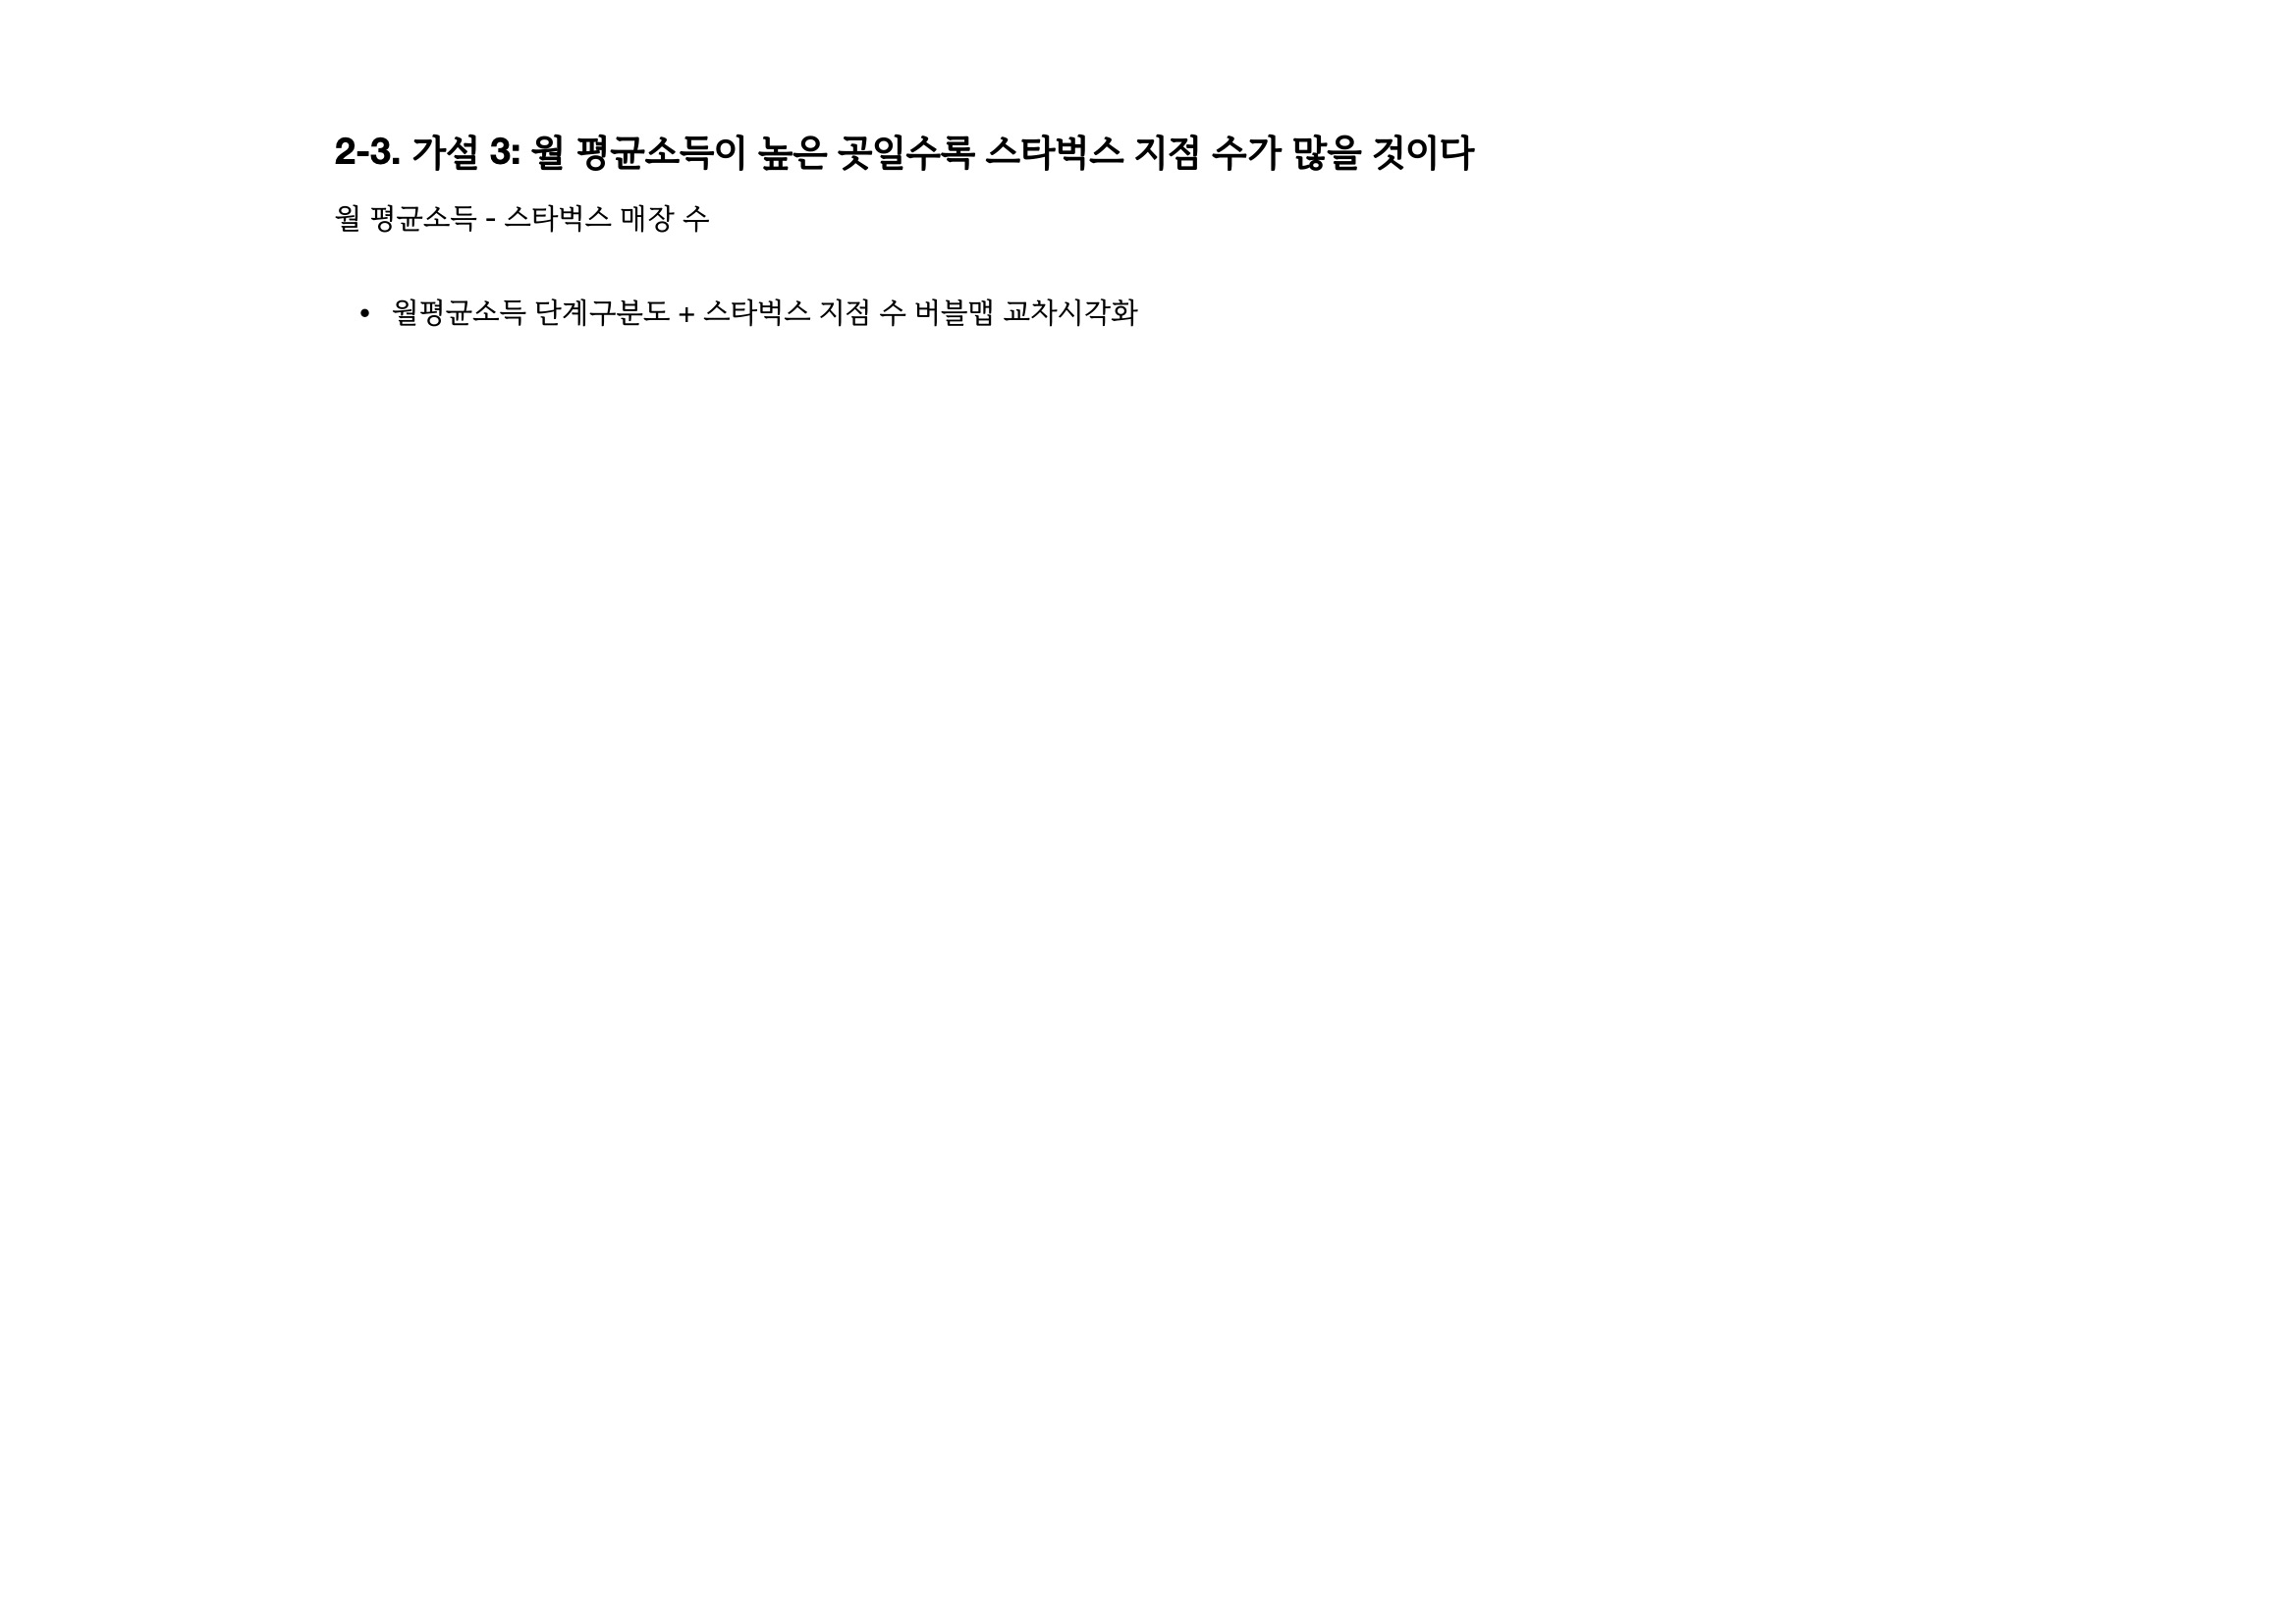 2-3. 가설 3: 월 평균소득이 높은 곳일수록 스타벅스 지점 수가 많을 것이다
월 평균소득 - 스타벅스 매장 수
• 월평균소득 단계구분도 + 스타벅스 지점 수 버블맵 교차시각화